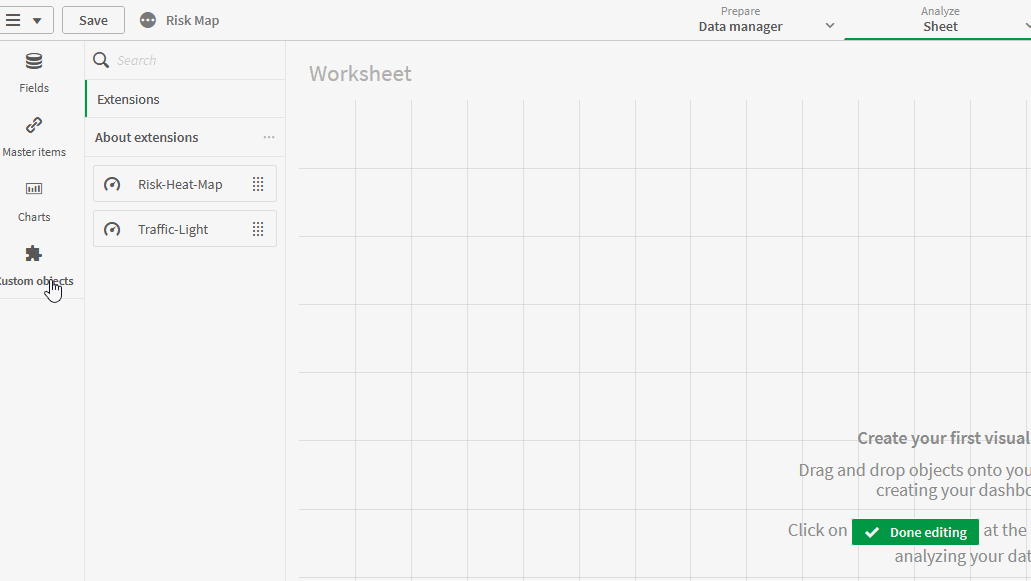 Save
Risk Map
Prepare
Data manager
Analyze
Sheet
Fields
Master items
Charts
Custom objects
Search
Extensions
About extensions
Risk-Heat-Map
Traffic-Light
Worksheet
Create your first visual
Drag and drop objects onto you
creating your dashbo
Click on Done editing at the
analyzing your dat